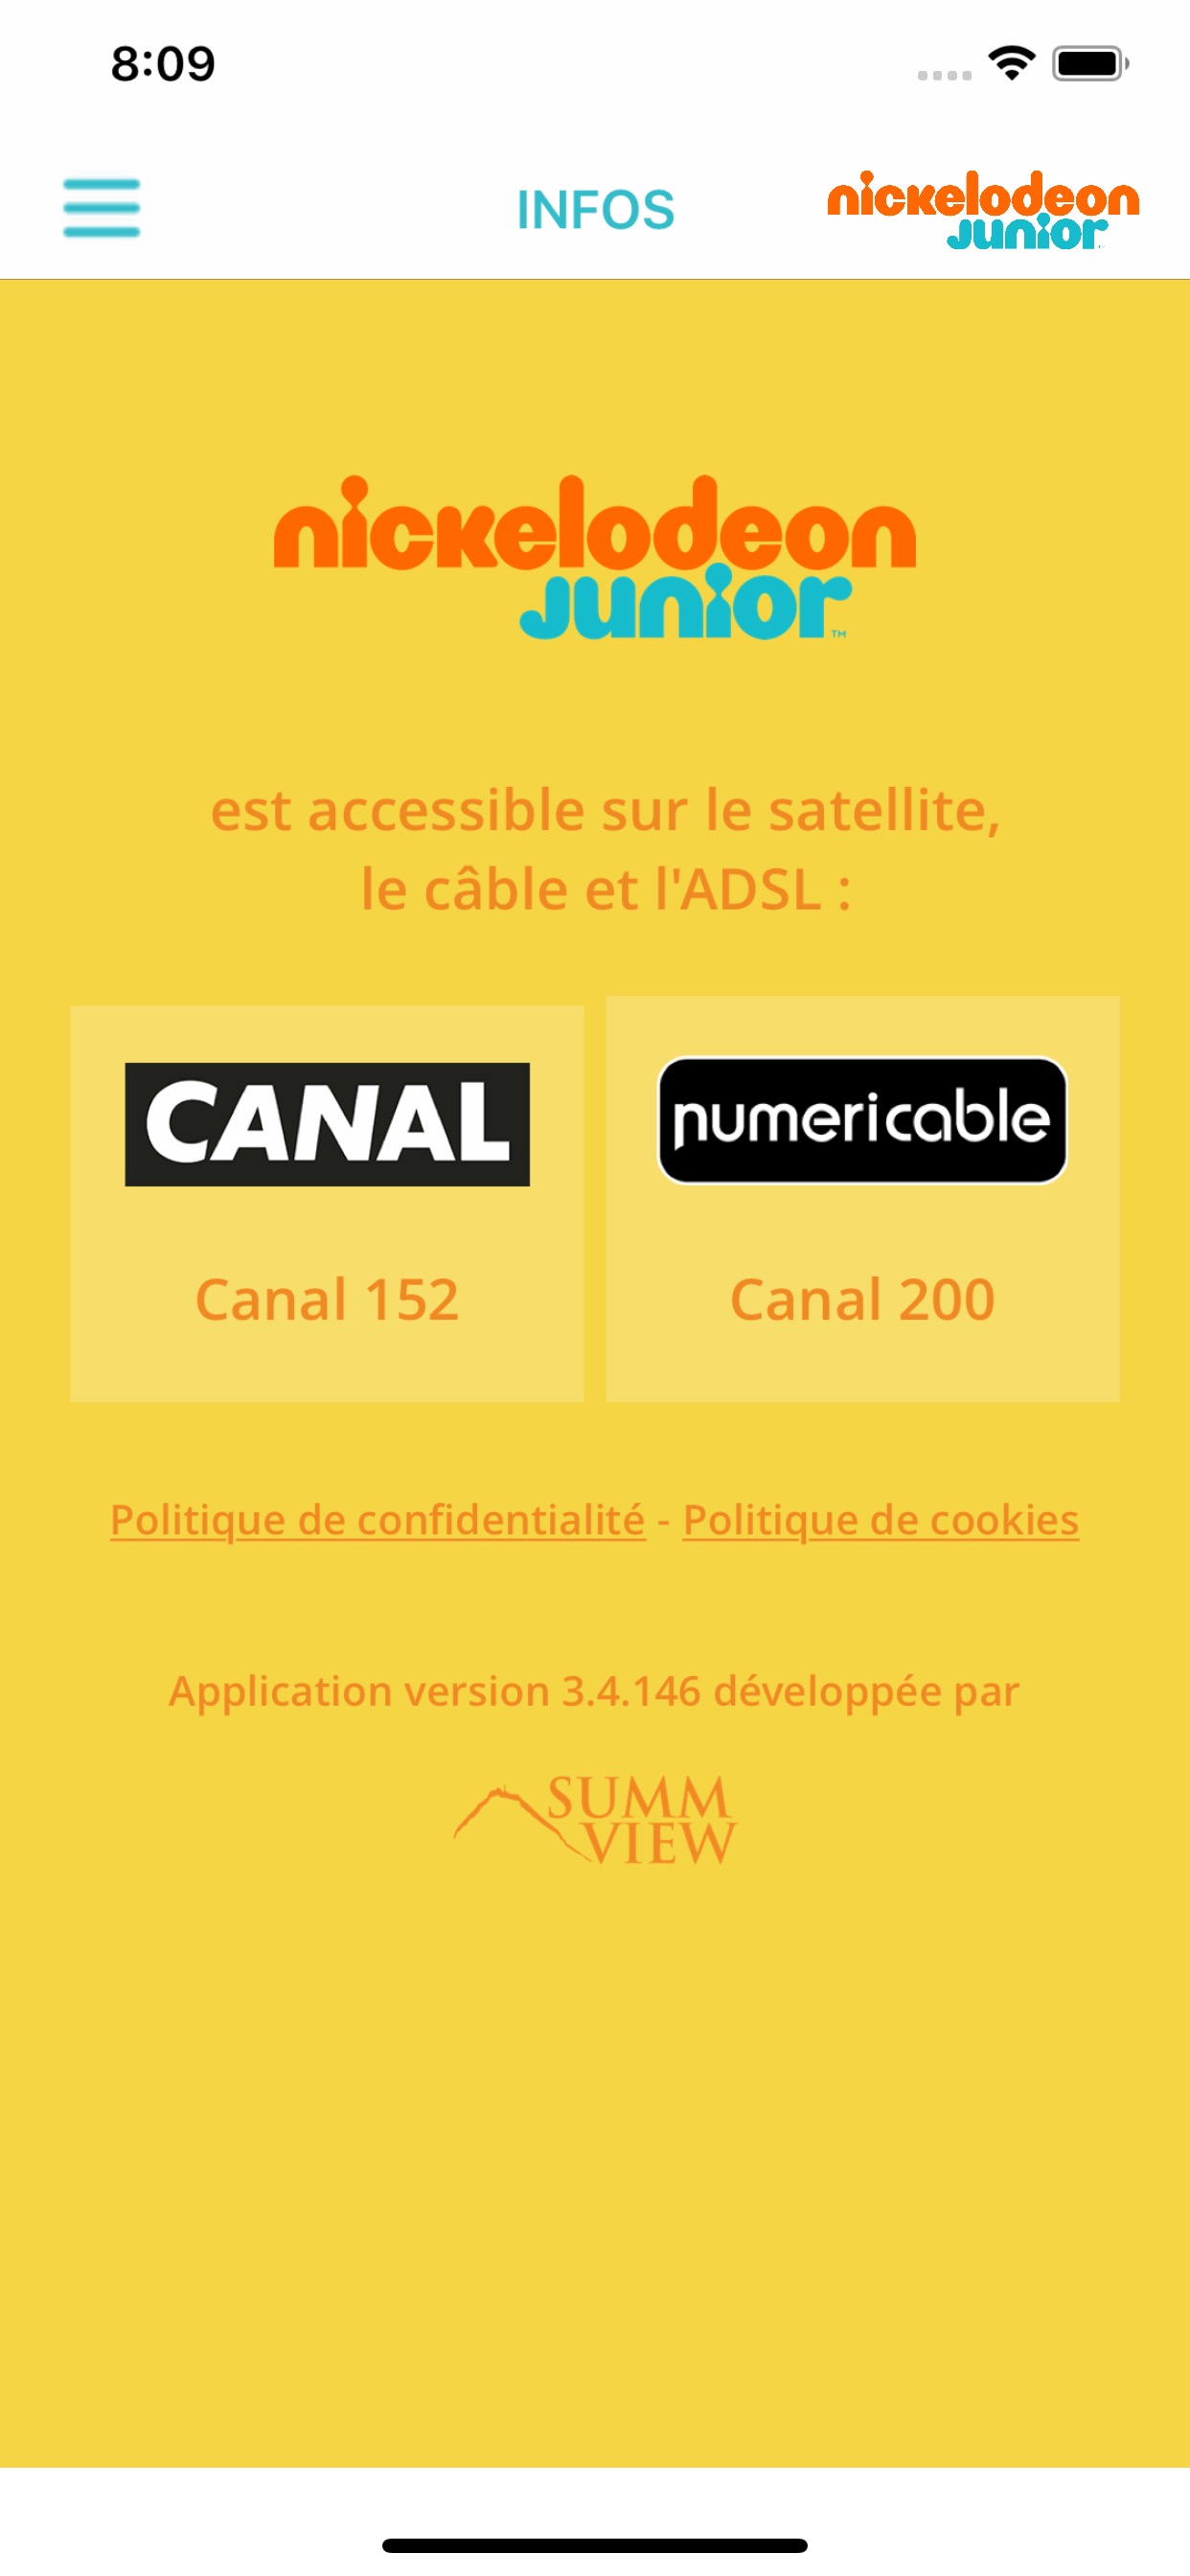 8:09
INFOS
nickelodeon
junior
nickelodeon
junior™
est accessible sur le satellite,
le câble et l'ADSL :
CANAL
numericable
Canal 152
Canal 200
Politique de confidentialité - Politique de cookies
Application version 3.4.146 développée par
SUMM
VIEW